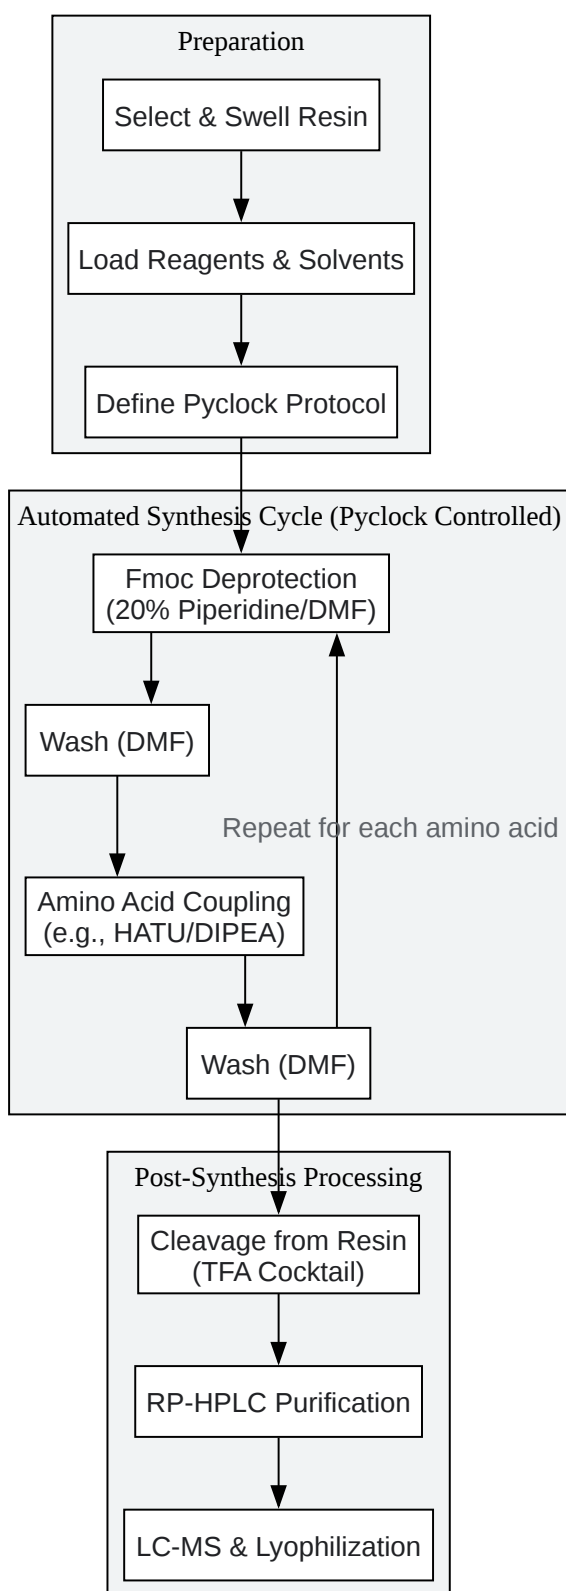 Preparation
Select & Swell Resin
Load Reagents & Solvents
Define Pyclock Protocol
Automated Synthesis Cycle (Pyclock Controlled)
Fmoc Deprotection
(20% Piperidine/DMF)
Wash (DMF)
Repeat for each amino acid
Amino Acid Coupling
(e.g., HATU/DIPEA)
Wash (DMF)
Post-Synthesis Processing
Cleavage from Resin
(TFA Cocktail)
RP-HPLC Purification
LC-MS & Lyophilization